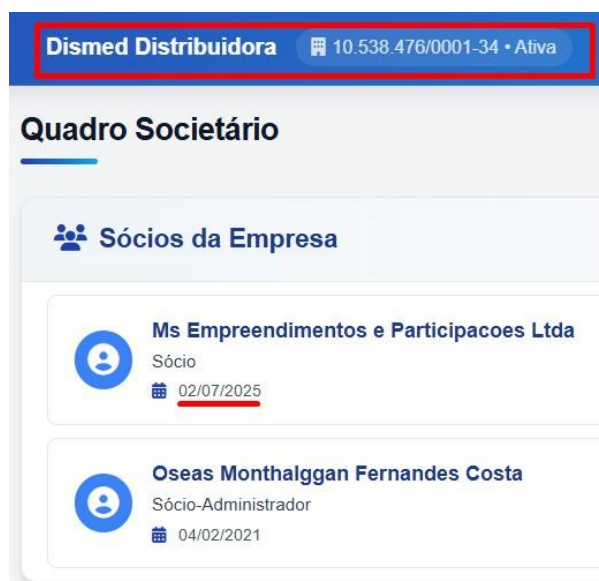 Dismed Distribuidora 10.538.476/0001-34 • Ativa
Quadro Societário
Sócios da Empresa
Ms Empreendimentos e Participacoes Ltda
Sócio
02/07/2025
Oseas Monthalggan Fernandes Costa
Sócio-Administrador
04/02/2021